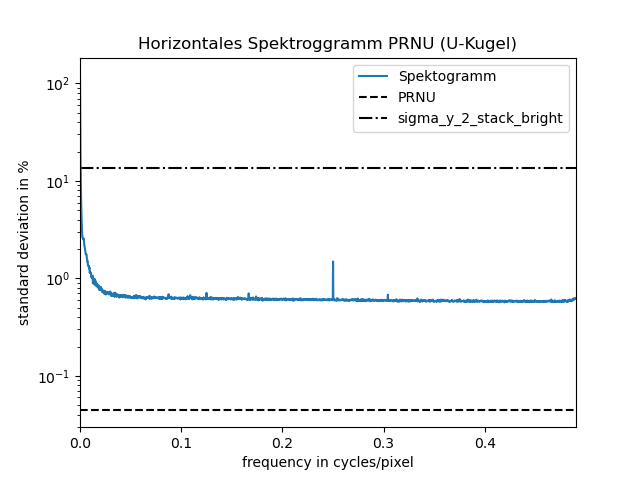 Horizontales Spektroggramm PRNU (U-Kugel)
Spektogramm
PRNU
sigma_y_2_stack_bright
standard deviation in %
10²
10¹
10⁰
10⁻¹
0.0 0.1 0.2 0.3 0.4
frequency in cycles/pixel